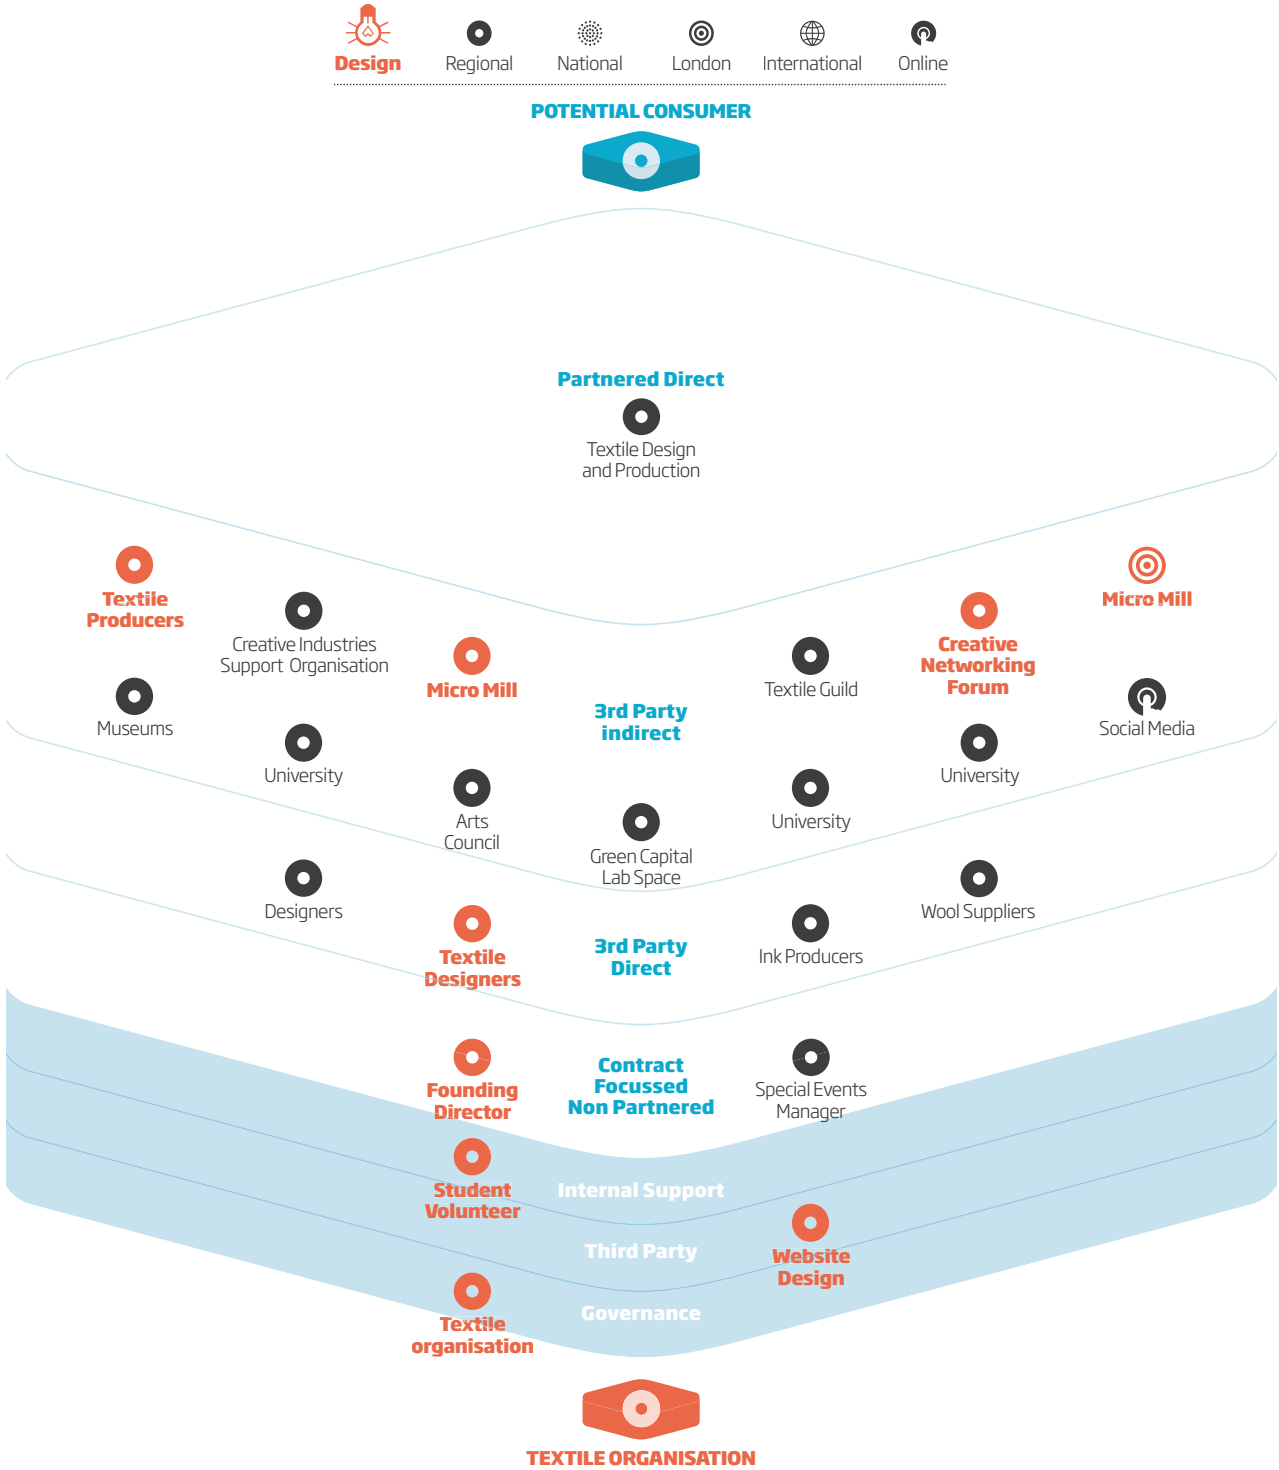 Design
Regional
National
London
International
Online
POTENTIAL CONSUMER
Partnered Direct
Textile Design
and Production
Textile
Producers
Micro Mill
Creative Industries
Support Organisation
Creative
Networking
Forum
Micro Mill
Textile Guild
Museums
3rd Party
indirect
Social Media
University
University
Arts
Council
University
Green Capital
Lab Space
Designers
Wool Suppliers
Textile
Designers
3rd Party
Direct
Ink Producers
Founding
Director
Contract
Focussed
Non Partnered
Special Events
Manager
Student
Volunteer
Internal Support
Third Party
Website
Design
Governance
Textile
organisation
TEXTILE ORGANISATION